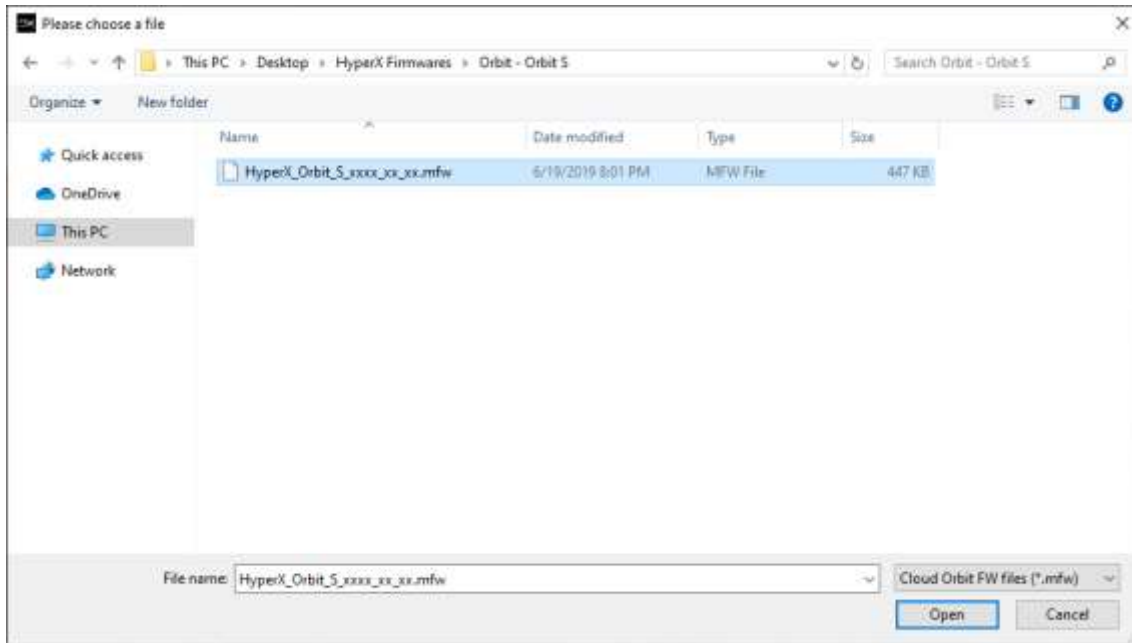 Please choose a file
This PC > Desktop > HyperX Firmwares > Orbit - Orbit S
Search Orbit - Orbit S
Organize
New folder
Name
Date modified
Type
Size
Quick access
HyperX_Orbit_S_xxxx_xx_xx.mfw
6/19/2019 8:01 PM
MFW File
447 KB
OneDrive
This PC
Network
File name:
HyperX_Orbit_S_xxxx_xx_xx.mfw
Cloud Orbit FW files (*.mfw)
Open
Cancel